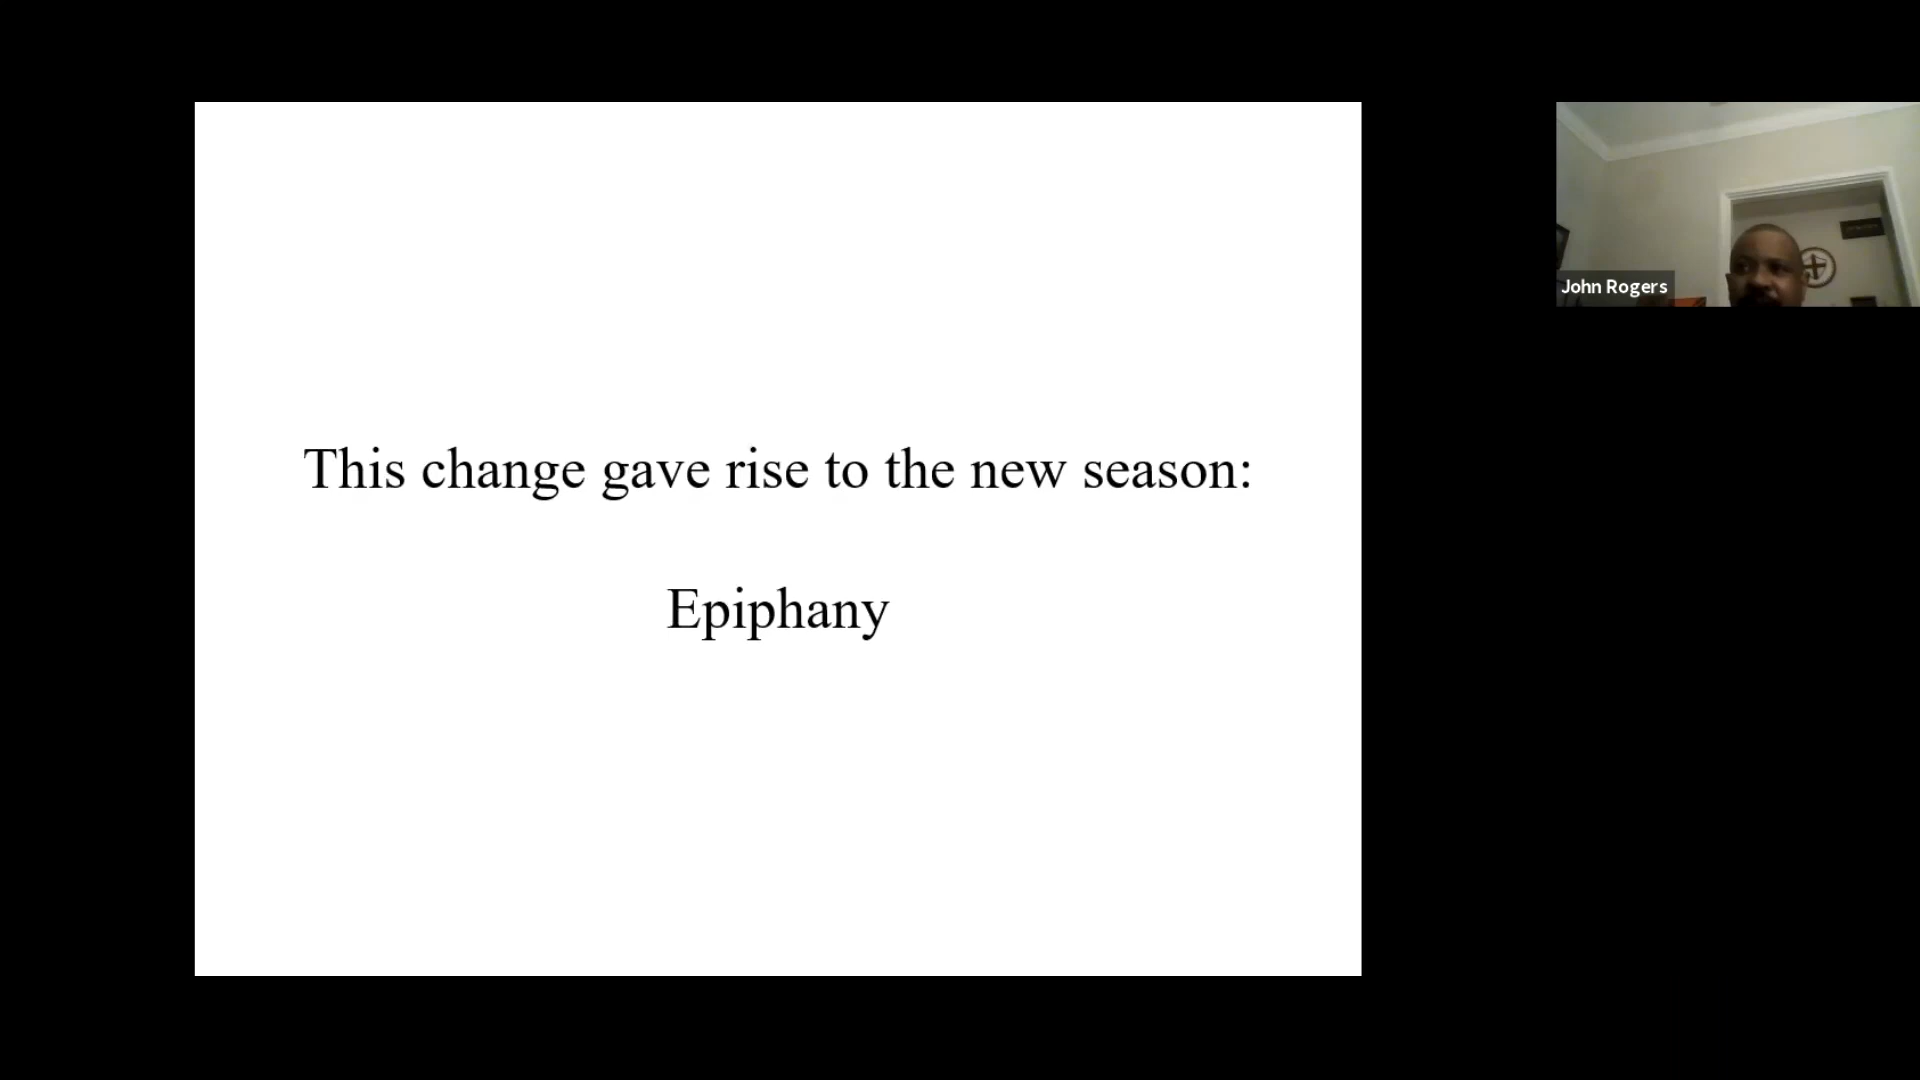 This change gave rise to the new season:
Epiphany
John Rogers